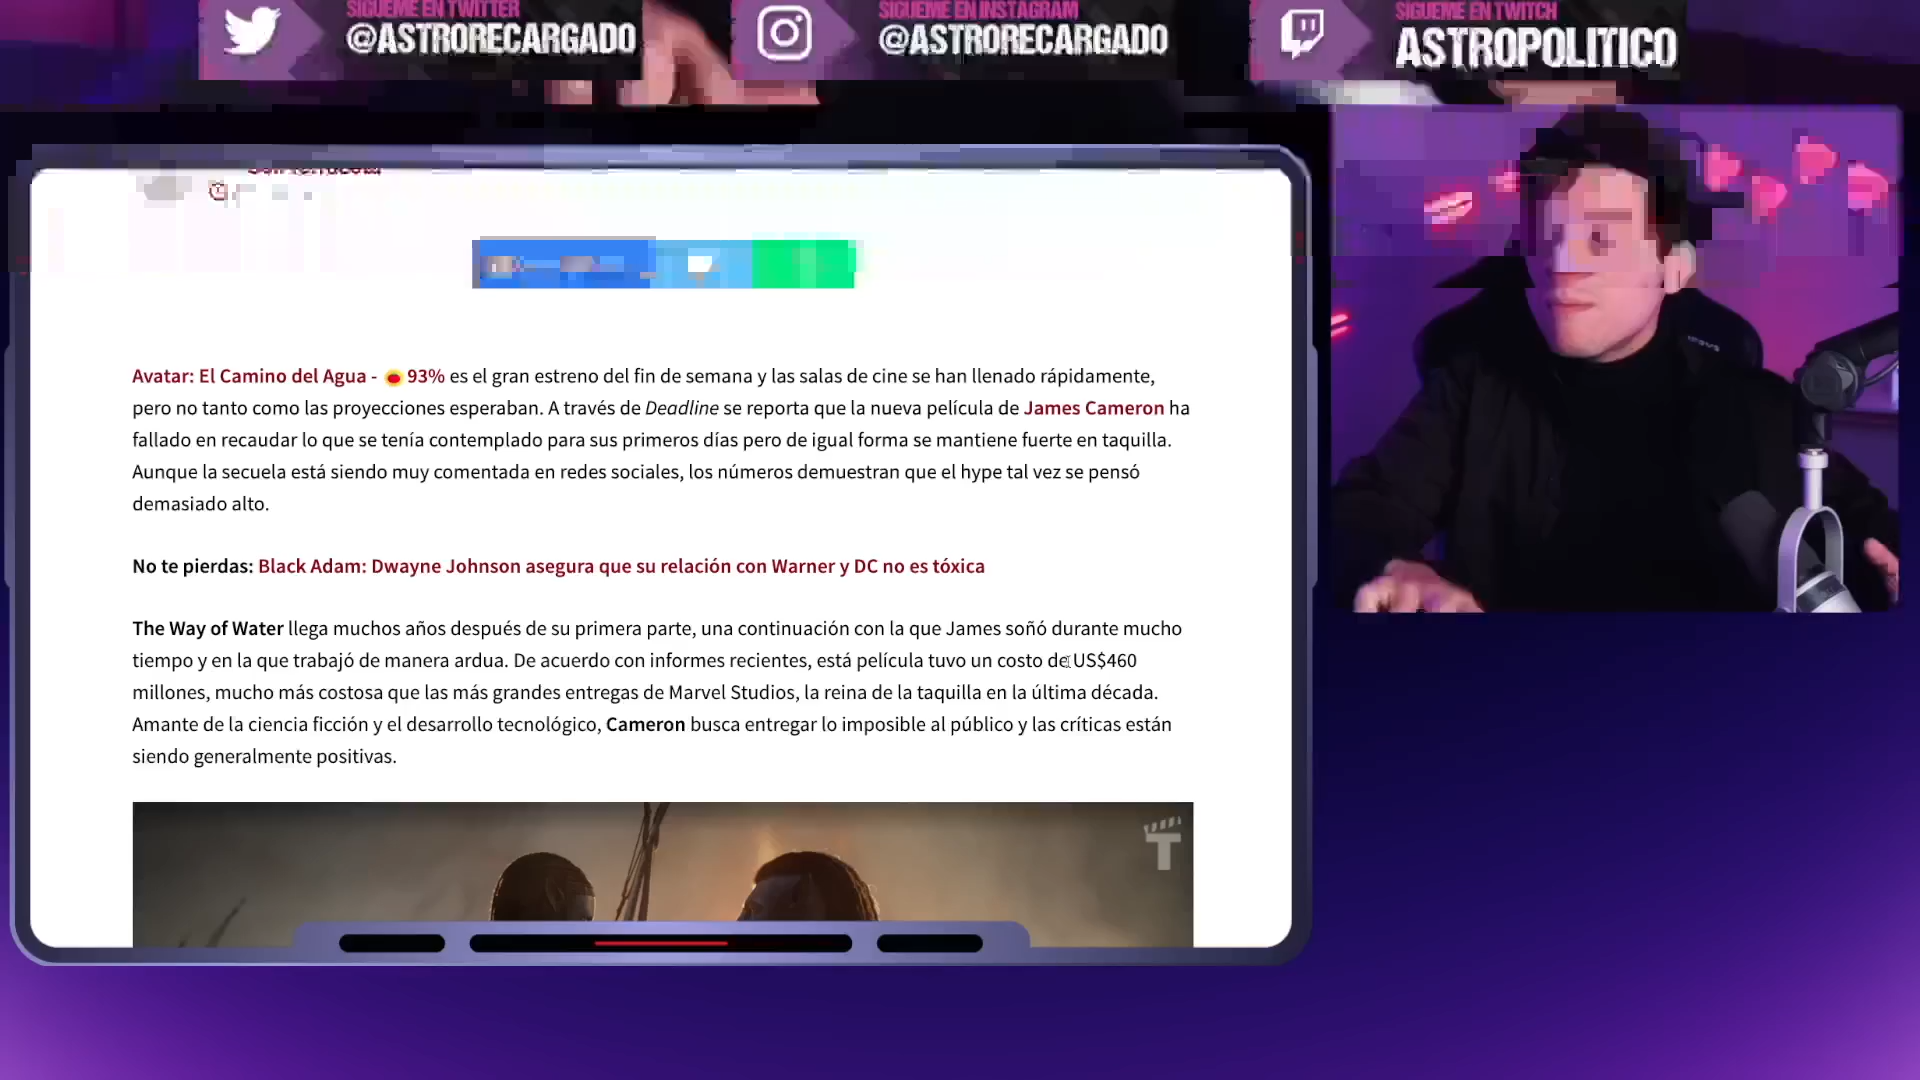 SIGUEME EN TWITTER
@ASTRORECARGADO
SIGUEME EN INSTAGRAM
@ASTRORECARGADO
SIGUEME EN TWITCH
ASTROPOLITICO
Avatar: El Camino del Agua - 93% es el gran estreno del fin de semana y las salas de cine se han llenado rápidamente,
pero no tanto como las proyecciones esperaban. A través de Deadline se reporta que la nueva película de James Cameron ha
fallado en recaudar lo que se tenía contemplado para sus primeros días pero de igual forma se mantiene fuerte en taquilla.
Aunque la secuela está siendo muy comentada en redes sociales, los números demuestran que el hype tal vez se pensó
demasiado alto.
No te pierdas: Black Adam: Dwayne Johnson asegura que su relación con Warner y DC no es tóxica
The Way of Water llega muchos años después de su primera parte, una continuación con la que James soñó durante mucho
tiempo y en la que trabajó de manera ardua. De acuerdo con informes recientes, está película tuvo un costo de US$460
millones, mucho más costosa que las más grandes entregas de Marvel Studios, la reina de la taquilla en la última década.
Amante de la ciencia ficción y el desarrollo tecnológico, Cameron busca entregar lo imposible al público y las críticas están
siendo generalmente positivas.
T